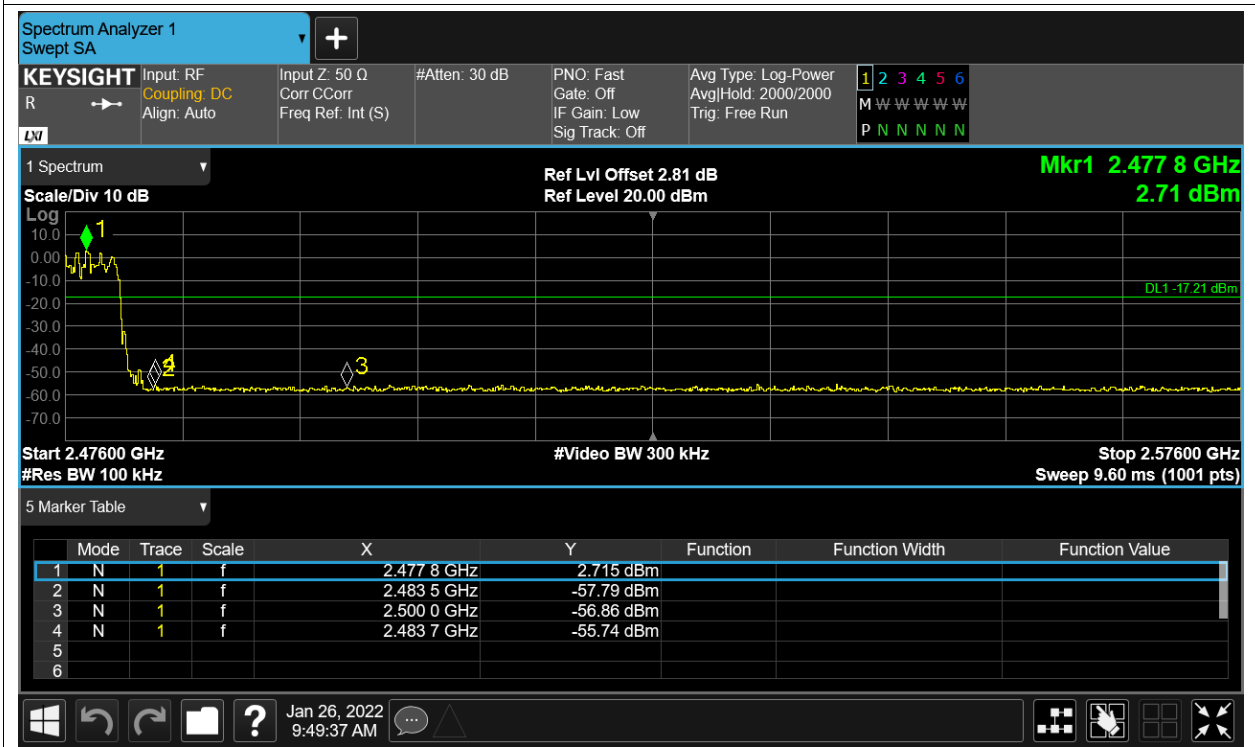 Spectrum Analyzer 1
Swept SA
+
KEYSIGHT Input: RF Input Z: 50 Ω #Atten: 30 dB PNO: Fast Avg Type: Log-Power 1 2 3 4 5 6
R Coupling: DC Corr CCorr Gate: Off Avg|Hold: 2000/2000 M W W W W W W
Align: Auto Freq Ref: Int (S) IF Gain: Low Trig: Free Run
LXI Sig Track: Off P N N N N N N
1 Spectrum Ref Lvl Offset 2.81 dB Mkr1 2.477 8 GHz
Scale/Div 10 dB Ref Level 20.00 dBm 2.71 dBm
Log
1
10.0
0.00
-10.0
DL1 -17.21 dBm
-20.0
-30.0
-40.0
4 3
2
-50.0
-60.0
-70.0
Start 2.47600 GHz #Video BW 300 kHz Stop 2.57600 GHz
#Res BW 100 kHz Sweep 9.60 ms (1001 pts)
5 Marker Table
Mode Trace Scale X Y Function Function Width Function Value
1 N 1 f 2.477 8 GHz 2.715 dBm
2 N 1 f 2.483 5 GHz -57.79 dBm
3 N 1 f 2.500 0 GHz -56.86 dBm
4 N 1 f 2.483 7 GHz -55.74 dBm
5
6
? Jan 26, 2022
9:49:37 AM